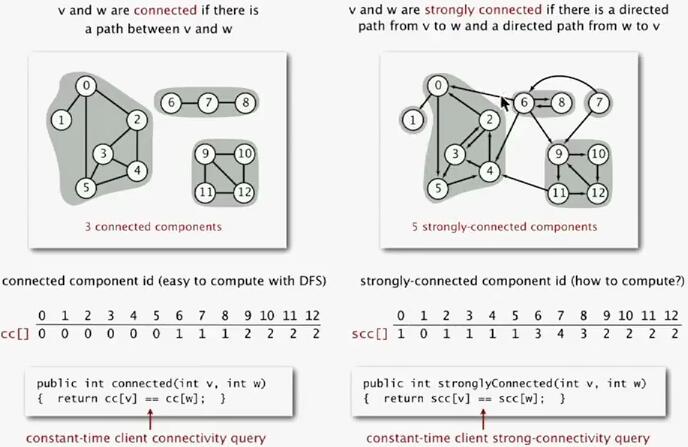 v and w are connected if there is
a path between v and w
0
1
2
3
4
5
6 7 8
9 10
11 12
3 connected components
connected component id (easy to compute with DFS)
0 1 2 3 4 5 6 7 8 9 10 11 12
cc[] 0 0 0 0 0 0 1 1 1 2 2 2 2
public int connected(int v, int w)
{ return cc[v] == cc[w]; }
constant-time client connectivity query
v and w are strongly connected if there is a directed
path from v to w and a directed path from w to v
0
1
2
3
4
5
6 8 7
9 10
11 12
5 strongly-connected components
strongly-connected component id (how to compute?)
0 1 2 3 4 5 6 7 8 9 10 11 12
scc[] 1 0 1 1 1 1 3 4 3 2 2 2 2
public int stronglyConnected(int v, int w)
{ return scc[v] == scc[w]; }
constant-time client strong-connectivity query